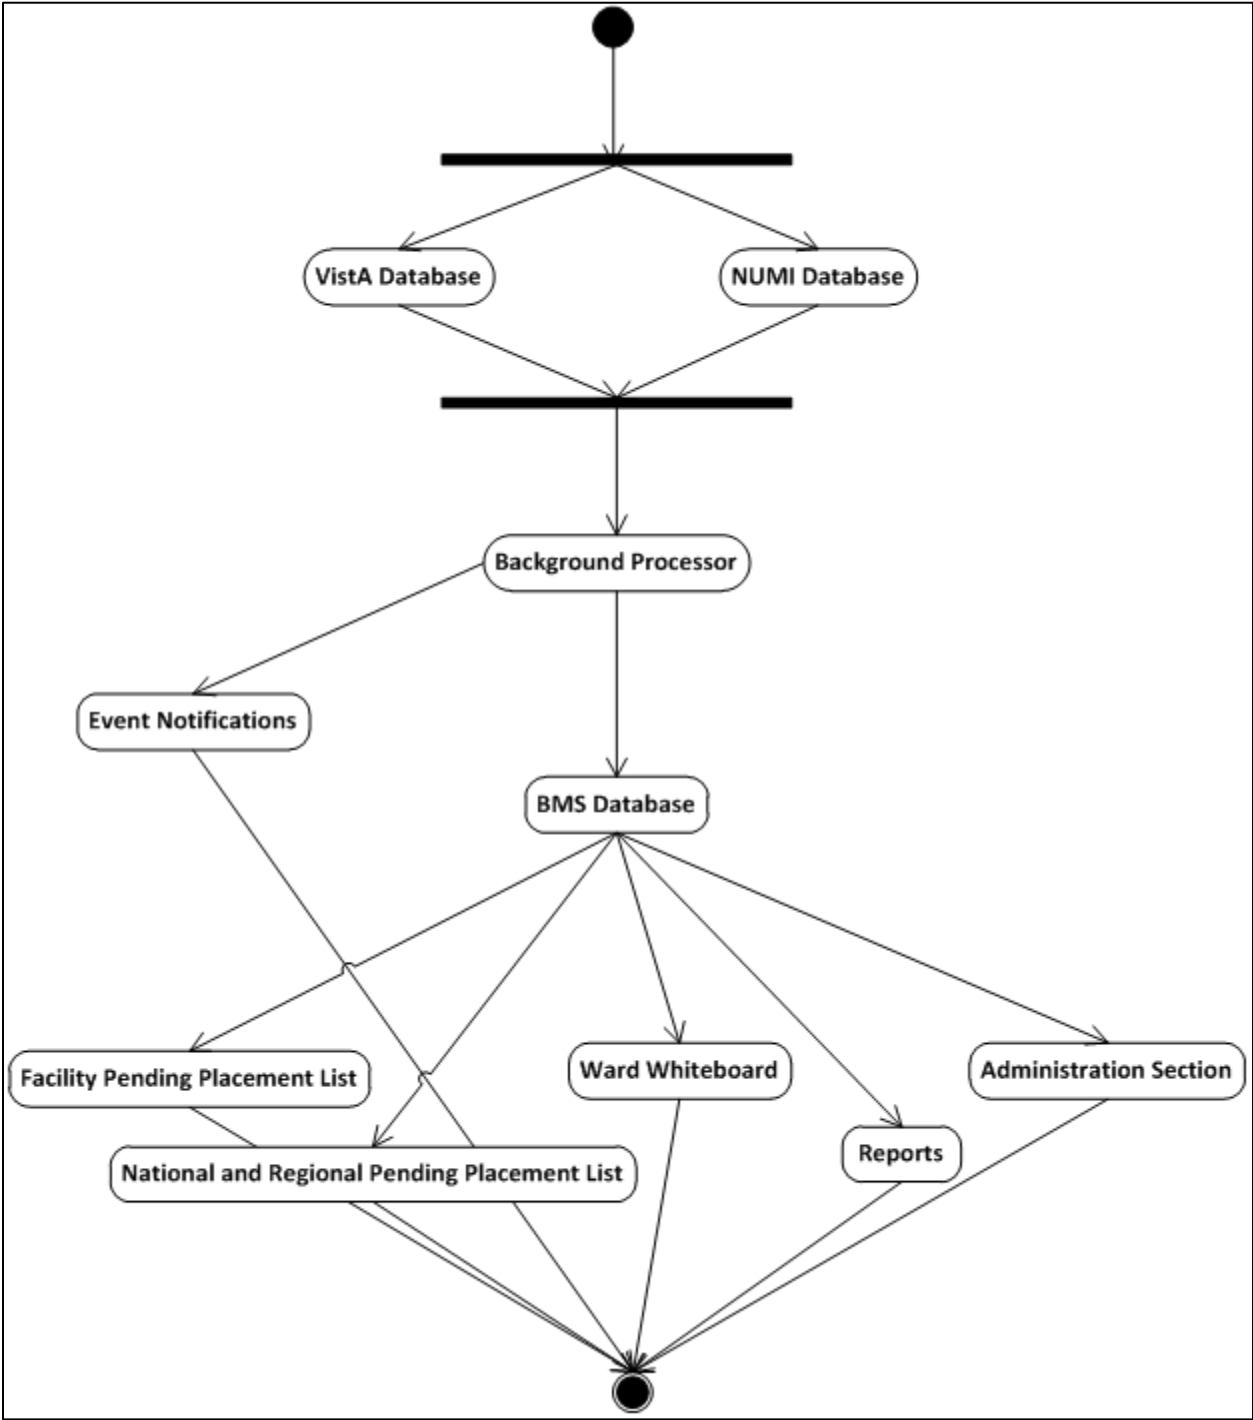 VistA Database
NUMI Database
Background Processor
Event Notifications
BMS Database
Facility Pending Placement List
Ward Whiteboard
Administration Section
Reports
National and Regional Pending Placement List